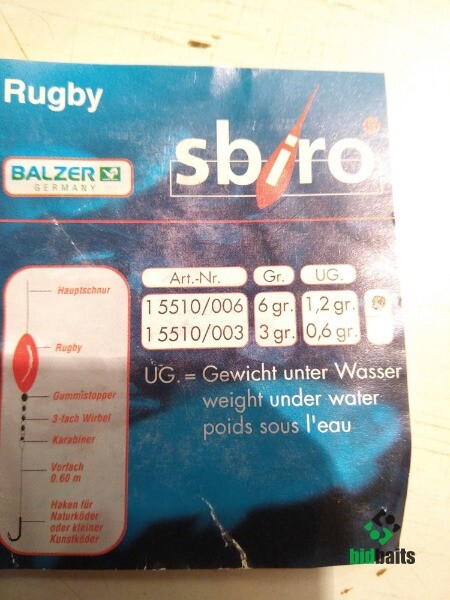 Rugby
sbiro
BALZER
GERMANY
Art.-Nr. Gr. UG.
15510/006 6 gr. 1,2 gr.
15510/003 3 gr. 0,6 gr.
UG. = Gewicht unter Wasser
weight under water
poids sous l'eau
Hauptschnur
Rugby
Gummistopper
3-fach Wirbel
Karabiner
Vorfach
0.60 m
Haken für
Naturköder
oder kleiner
Kunstköder
bidbaits